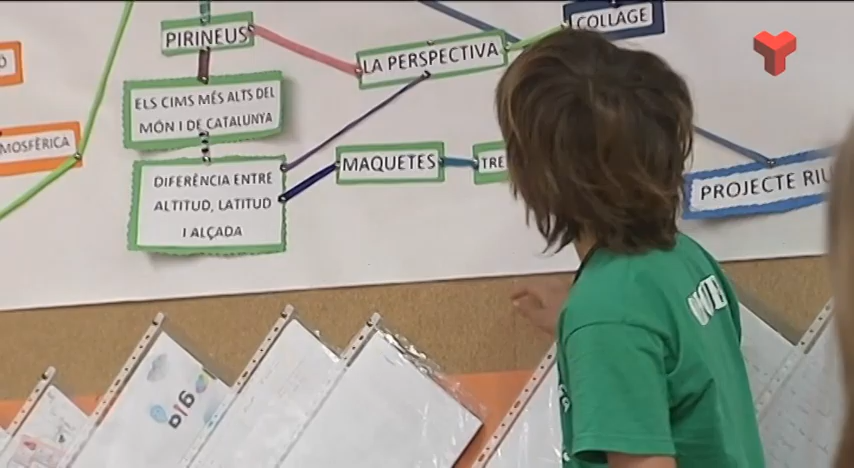 COLLAGE
PIRINEUS
LA PERSPECTIVA
ELS CIMS MÉS ALTS DEL
MÓN I DE CATALUNYA
MOSFÈRICA
MAQUETES
TRE
DIFERÈNCIA ENTRE
ALTITUD, LATITUD
I ALÇADA
PROJECTE RIU